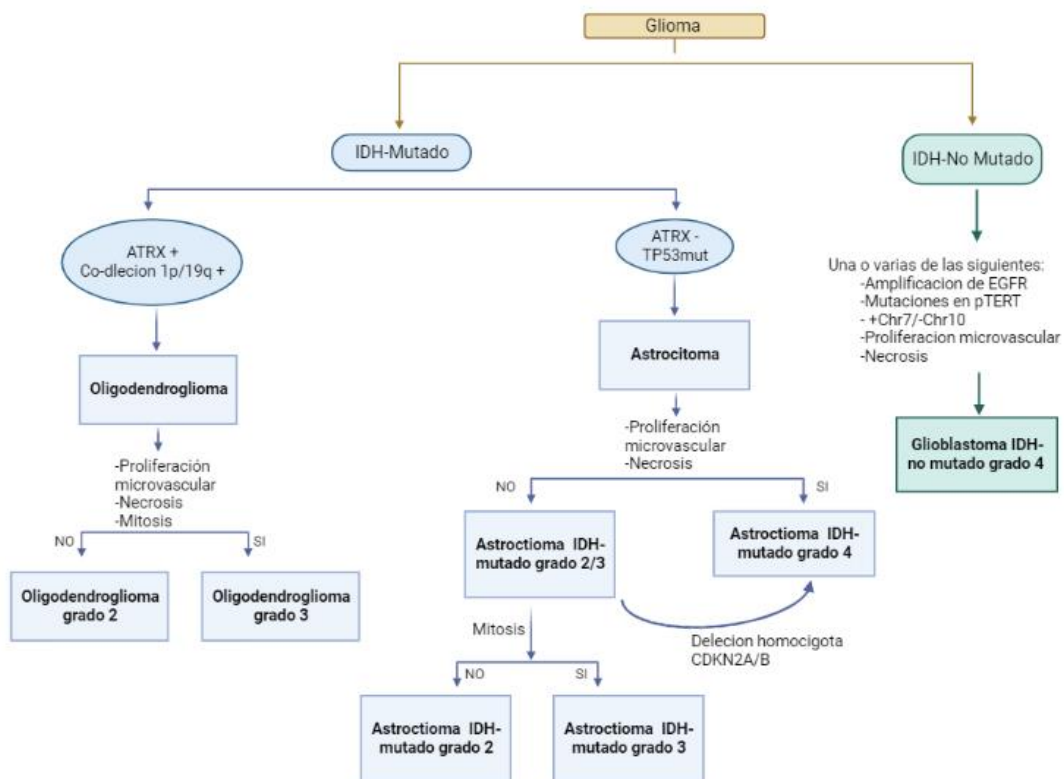 Glioma
IDH-Mutado
IDH-No Mutado
ATRX +
Co-dlecion 1p/19q +
ATRX -
TP53mut
Una o varias de las siguientes:
-Amplificacion de EGFR
-Mutaciones en pTERT
- +Chr7/-Chr10
-Proliferacion microvascular
-Necrosis
Oligodendroglioma
Astrocitoma
Glioblastoma IDH-
no mutado grado 4
-Proliferación
microvascular
-Necrosis
-Mitosis
-Proliferación
microvascular
-Necrosis
NO
SI
NO
SI
Oligodendroglioma
grado 2
Oligodendroglioma
grado 3
Astroctioma IDH-
mutado grado 2/3
Astroctioma IDH-
mutado grado 4
Mitosis
Delecion homocigota
CDKN2A/B
NO
SI
Astroctioma IDH-
mutado grado 2
Astroctioma IDH-
mutado grado 3